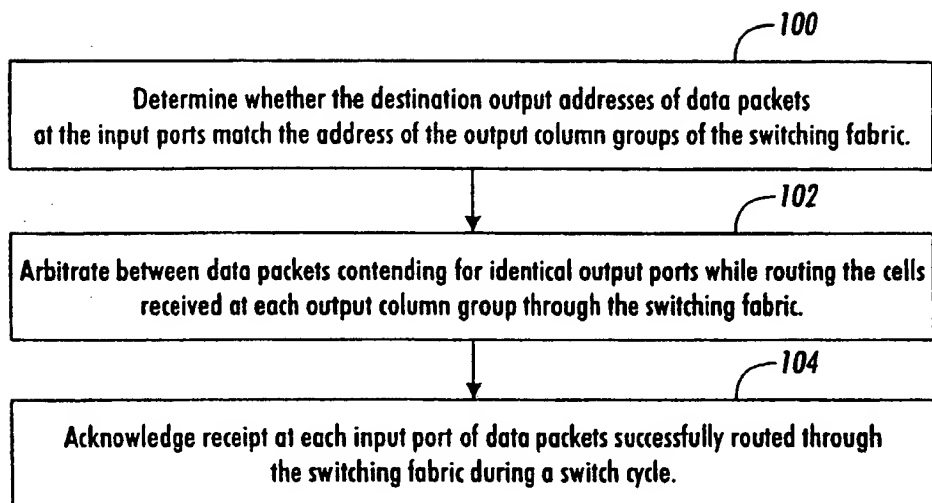 100
Determine whether the destination output addresses of data packets
at the input ports match the address of the output column groups of the switching fabric.
102
Arbitrate between data packets contending for identical output ports while routing the cells
received at each output column group through the switching fabric.
104
Acknowledge receipt at each input port of data packets successfully routed through
the switching fabric during a switch cycle.